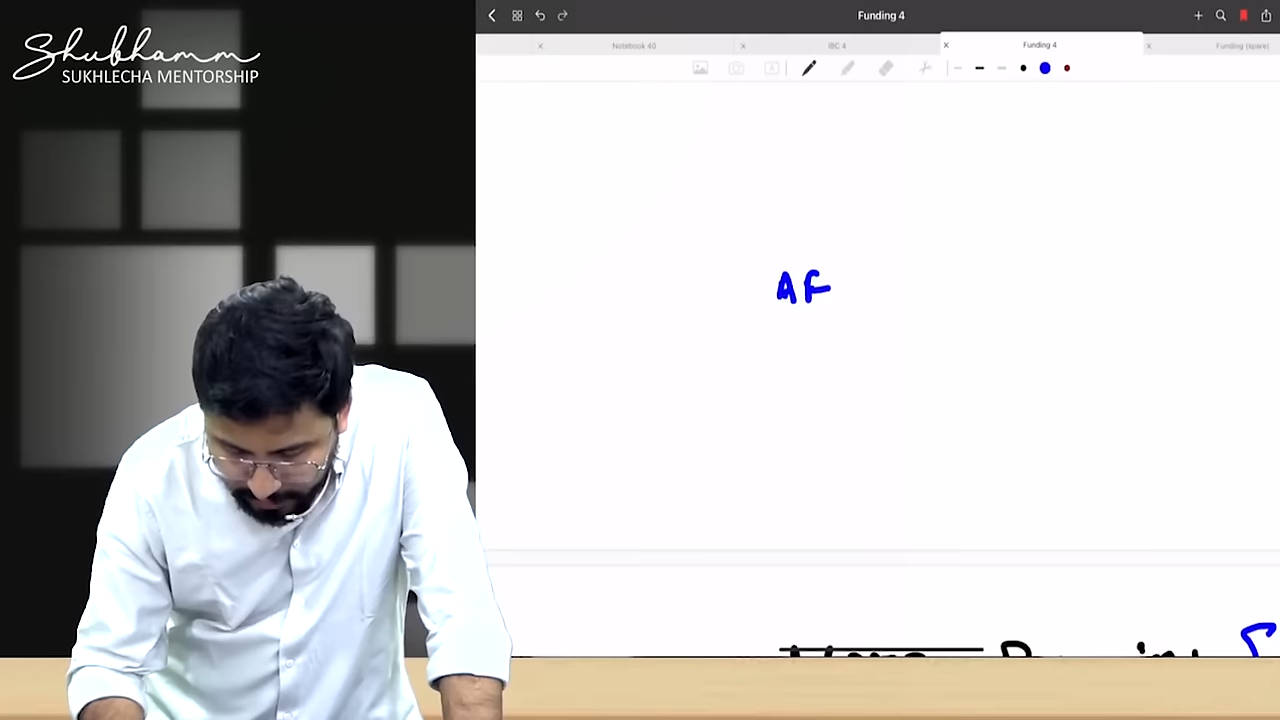 Shubhamm
SUKHLECHA MENTORSHIP
Funding 4
Notebook 40
IBC 4
Funding 4
Funding (spare)
AF